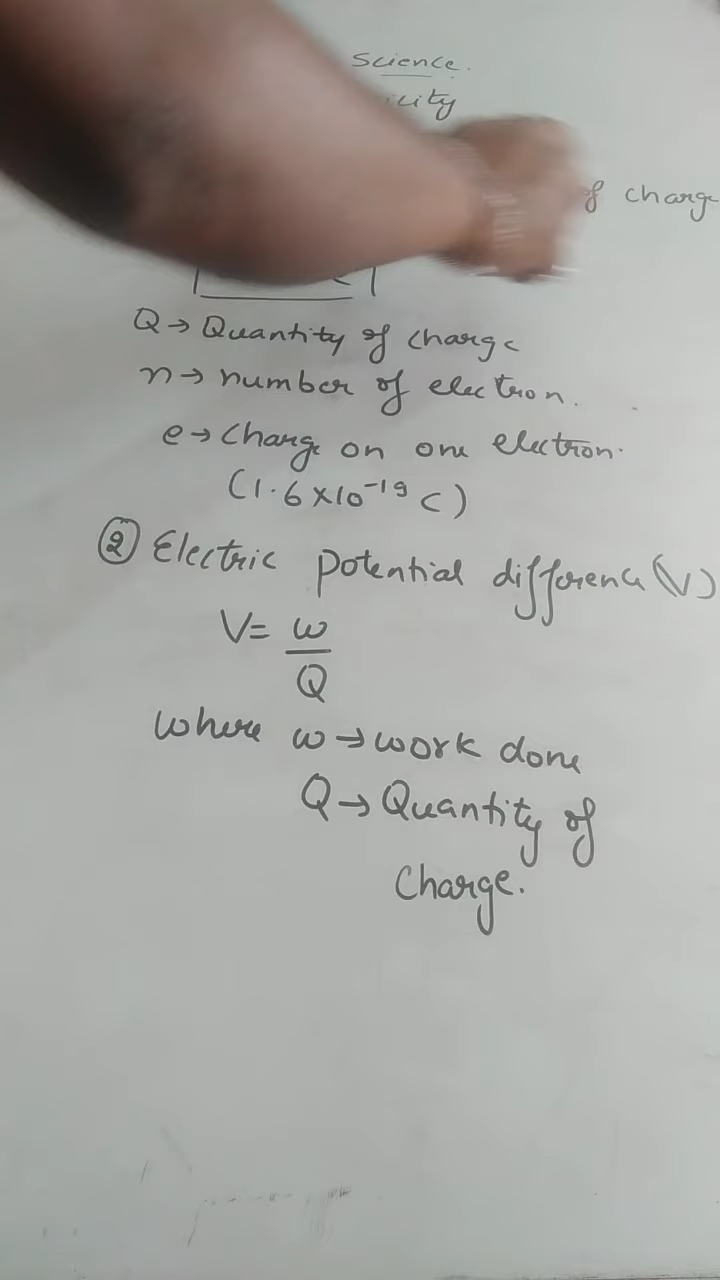 Science.
of charge
Q→ Quantity of charge
n→ number of electron.
e→ Charge on one electron.
(1.6×10⁻¹⁹ C)
② Electric potential difference (V)
V= w
Q
where w→work done
Q→ Quantity of
Charge.